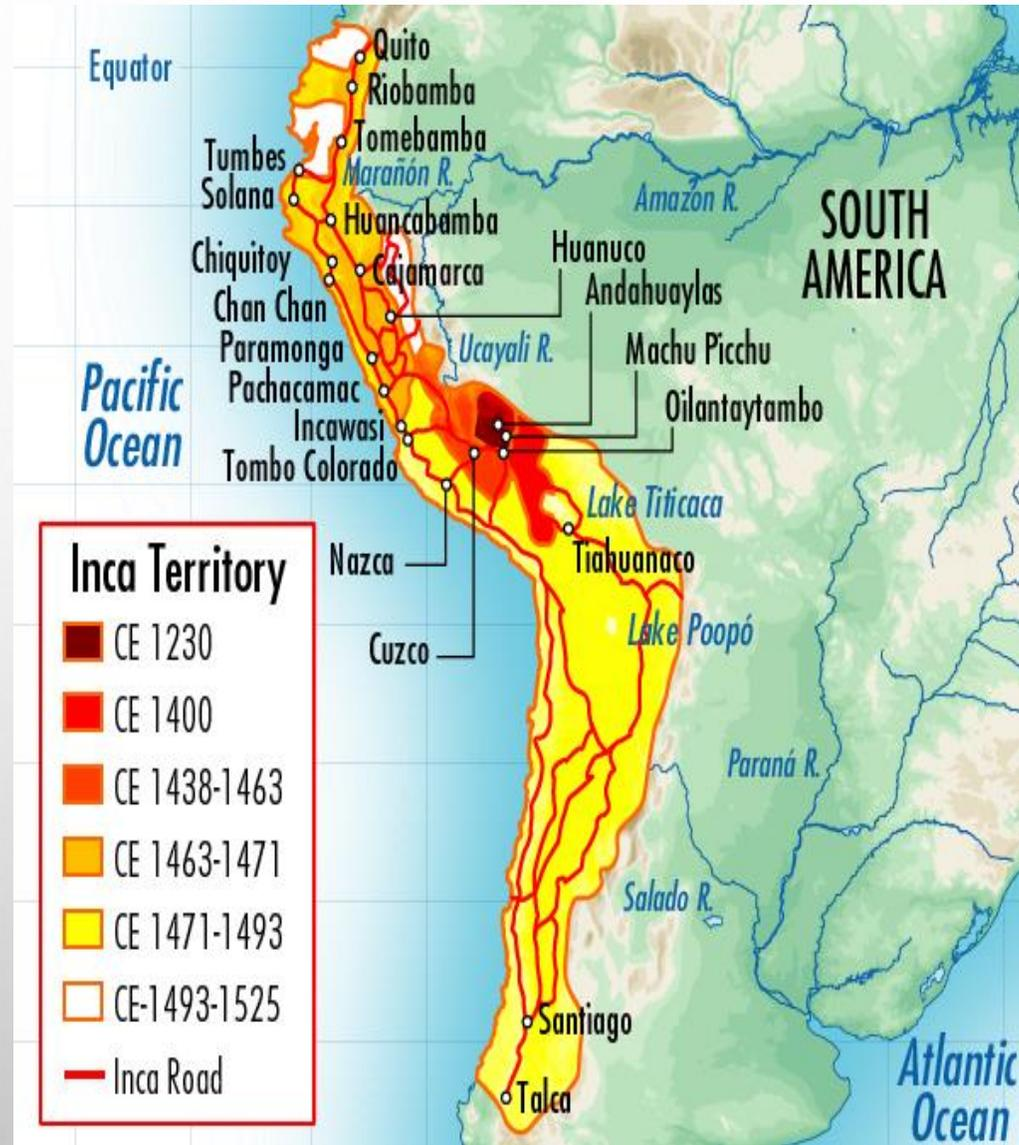 Equator
Quito
Riobamba
Tomebamba
Tumbes
Marañón R.
Solana
Amazon R.
SOUTH
AMERICA
Huancabamba
Huanuco
Chiquitoy
Cajamarca
Andahuaylas
Chan Chan
Paramonga
Ucayali R.
Machu Picchu
Pacific
Ocean
Pachacamac
Oilantaytambo
Incawasi
Tombo Colorado
Lake Titicaca
Nazca
Tiahuanaco
Cuzco
Lake Poopó
Inca Territory
CE 1230
CE 1400
CE 1438-1463
CE 1463-1471
CE 1471-1493
CE-1493-1525
Inca Road
Paraná R.
Salado R.
Santiago
Talca
Atlantic
Ocean